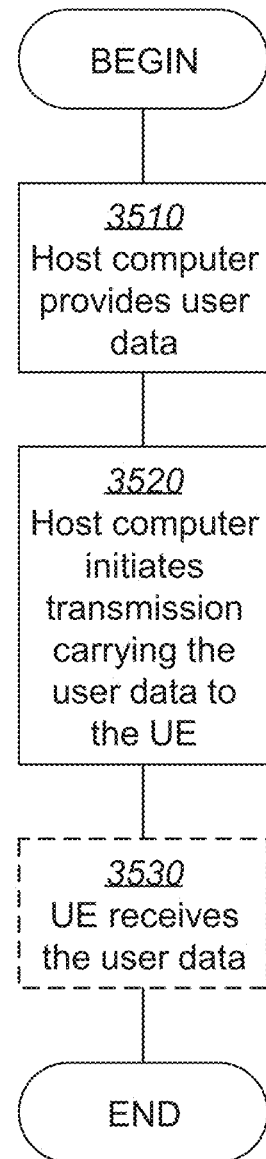 BEGIN
3510
Host computer
provides user
data
3520
Host computer
initiates
transmission
carrying the
user data to
the UE
3530
UE receives
the user data
END